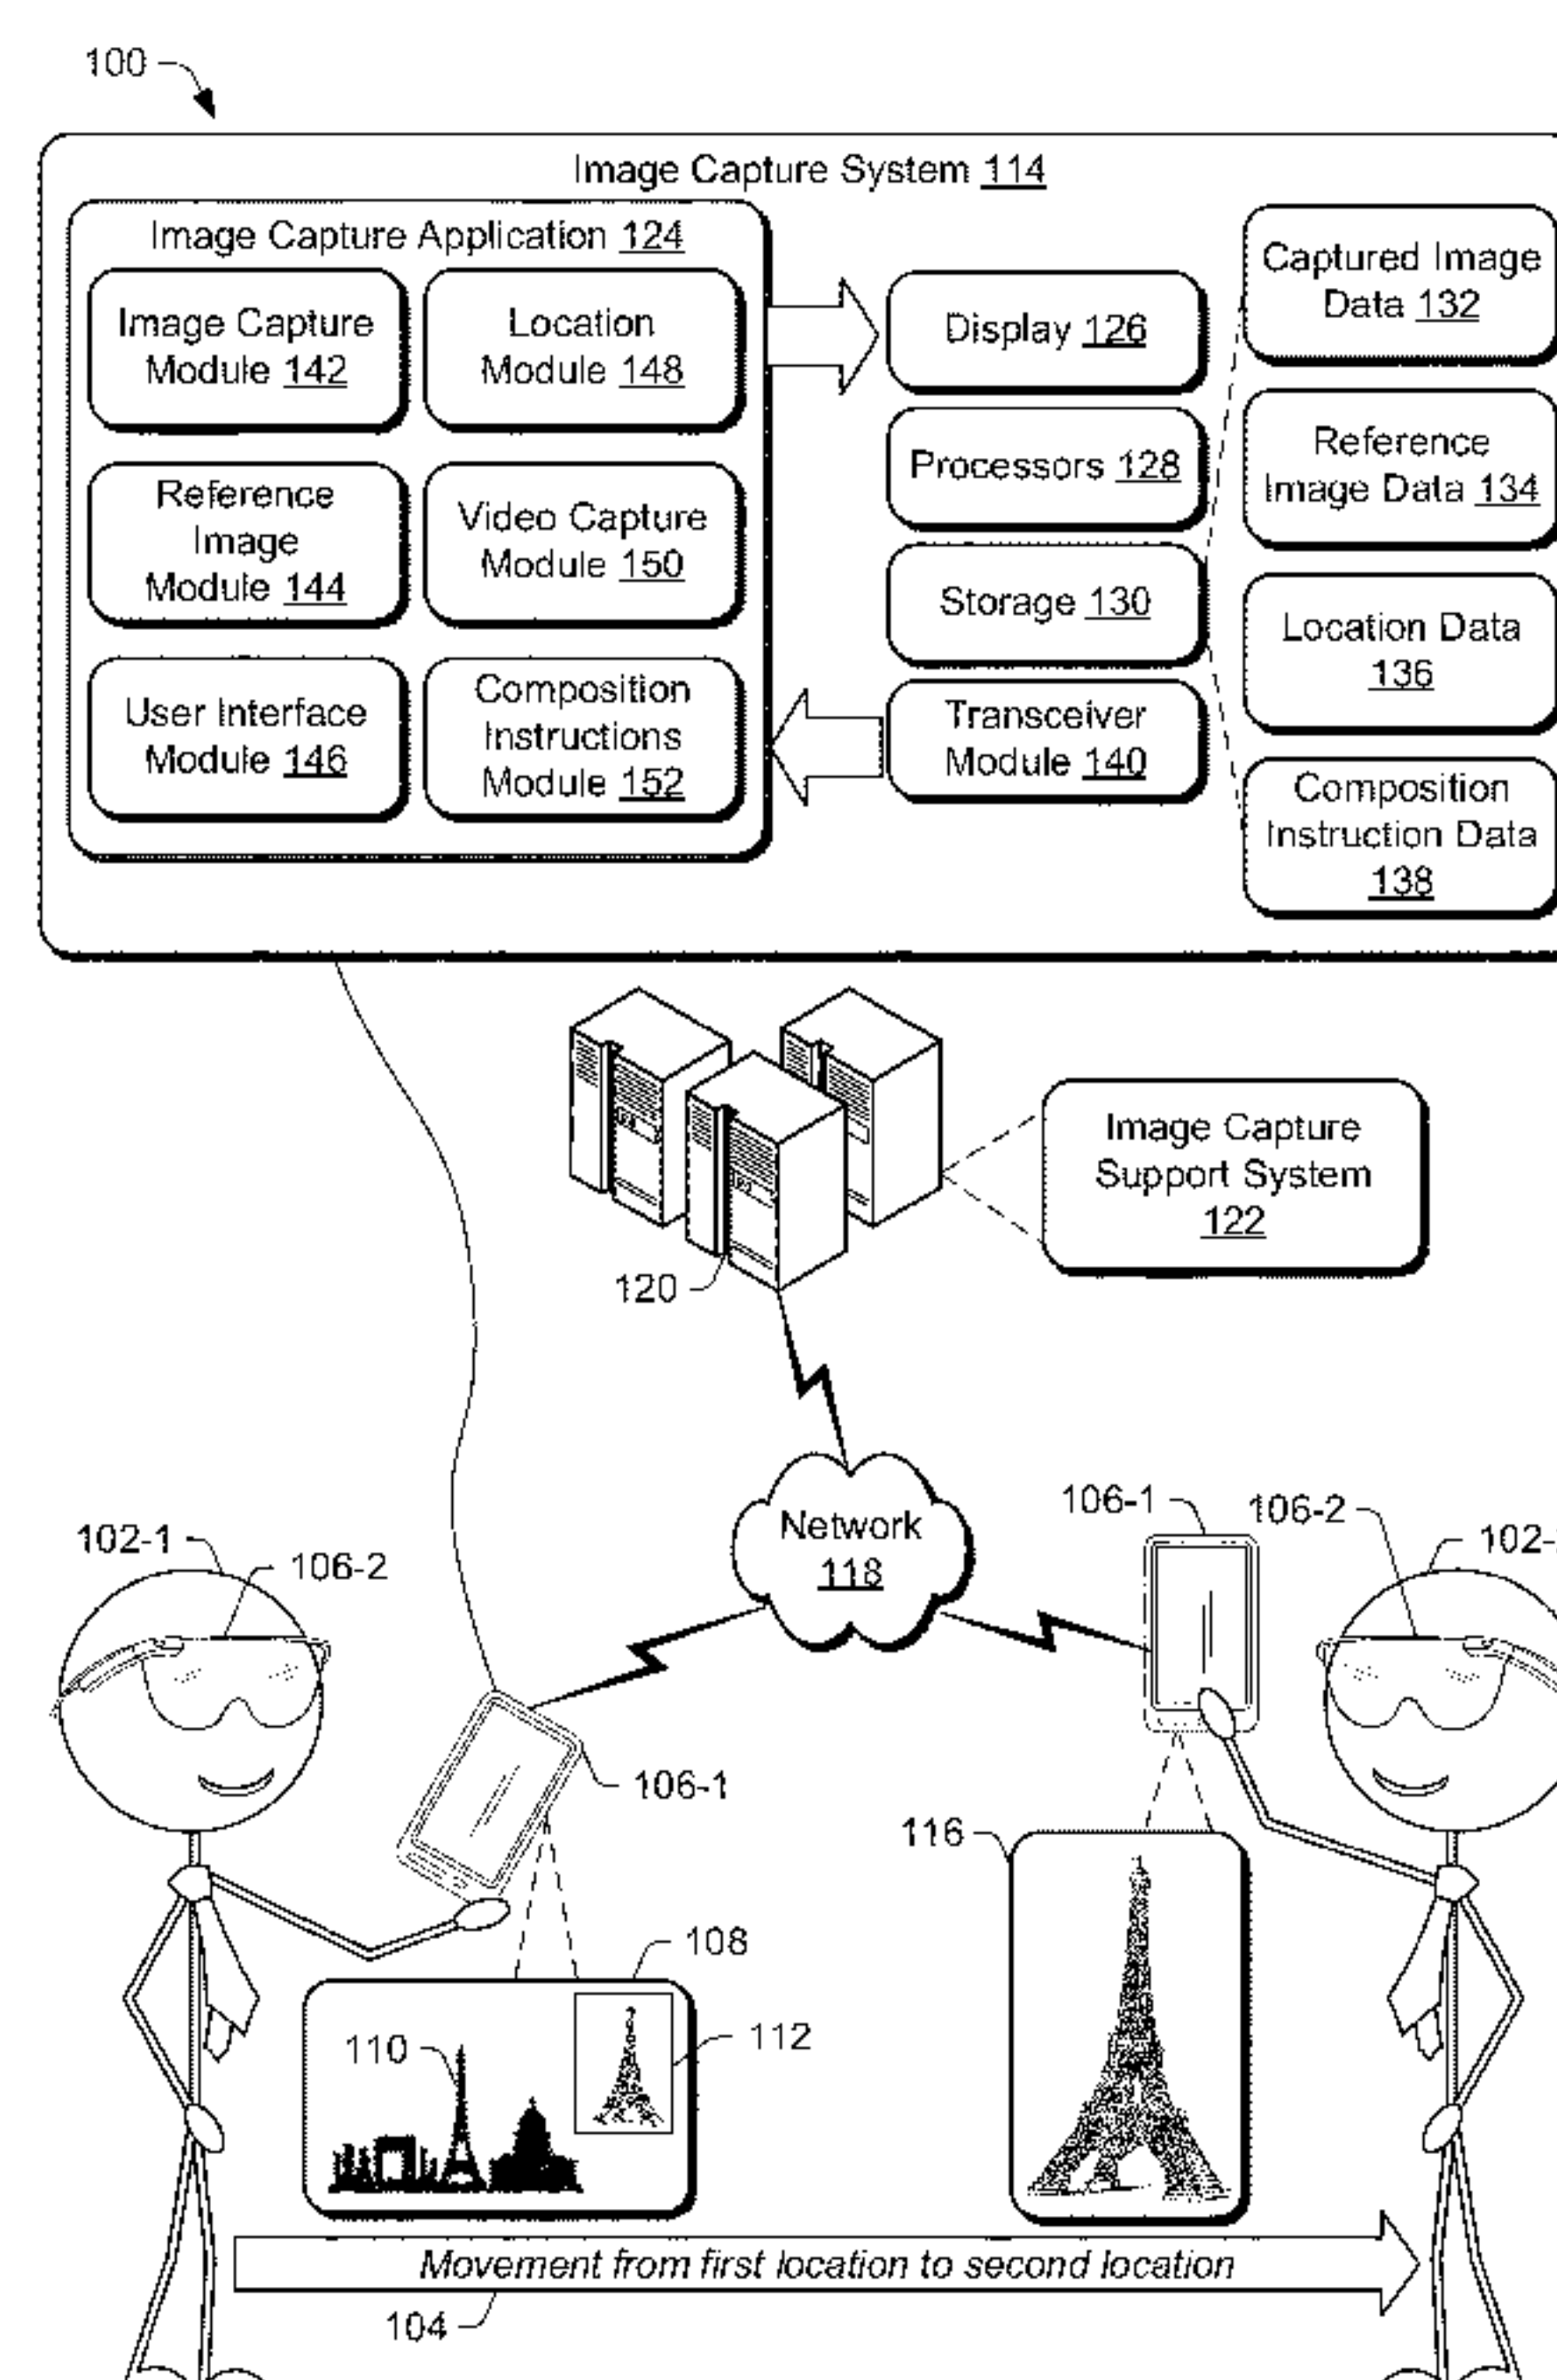 100
Image Capture System 114
Image Capture Application 124
Image Capture
Module 142
Location
Module 148
Reference
Image
Module 144
Video Capture
Module 150
User Interface
Module 146
Composition
Instructions
Module 152
Display 126
Processors 128
Storage 130
Transceiver
Module 140
Captured Image
Data 132
Reference
Image Data 134
Location Data
136
Composition
Instruction Data
138
Image Capture
Support System
122
120
Network
118
102-1
106-2
106-1
106-1
106-2
116
108
110
112
Movement from first location to second location
104